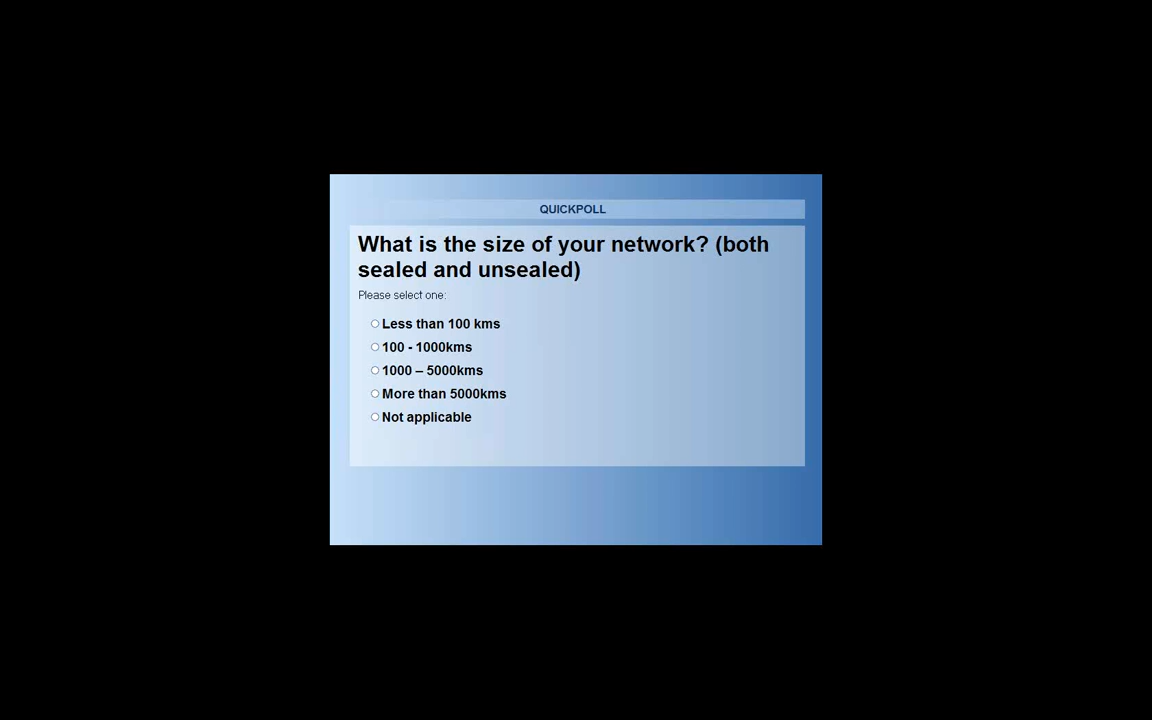 QUICKPOLL
What is the size of your network? (both
sealed and unsealed)
Please select one:
Less than 100 kms
100 - 1000kms
1000 – 5000kms
More than 5000kms
Not applicable